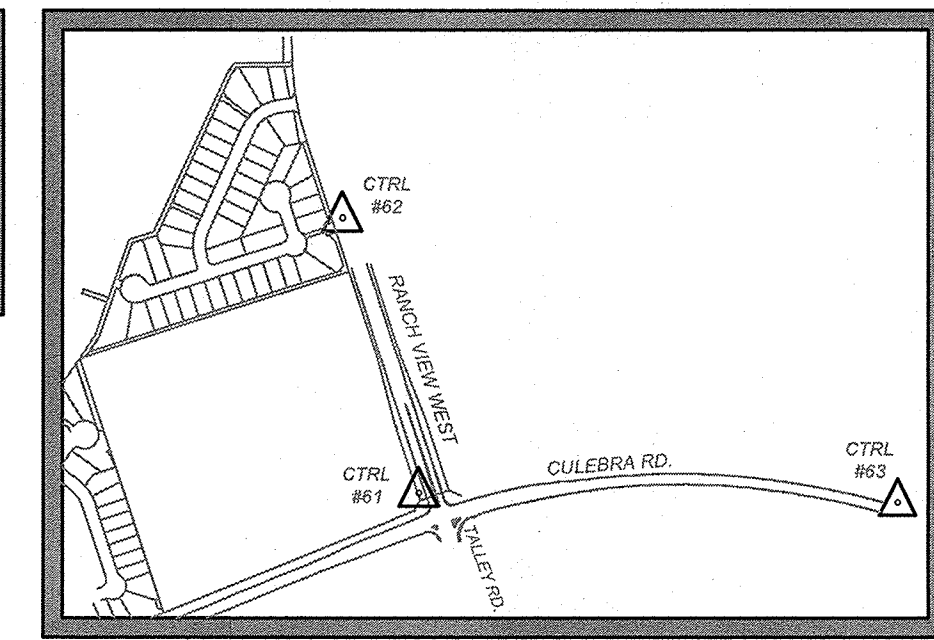 CTRL
#62
RANCH VIEW WEST
CTRL
#61
CULEBRA RD.
CTRL
#63
TALLEY RD.